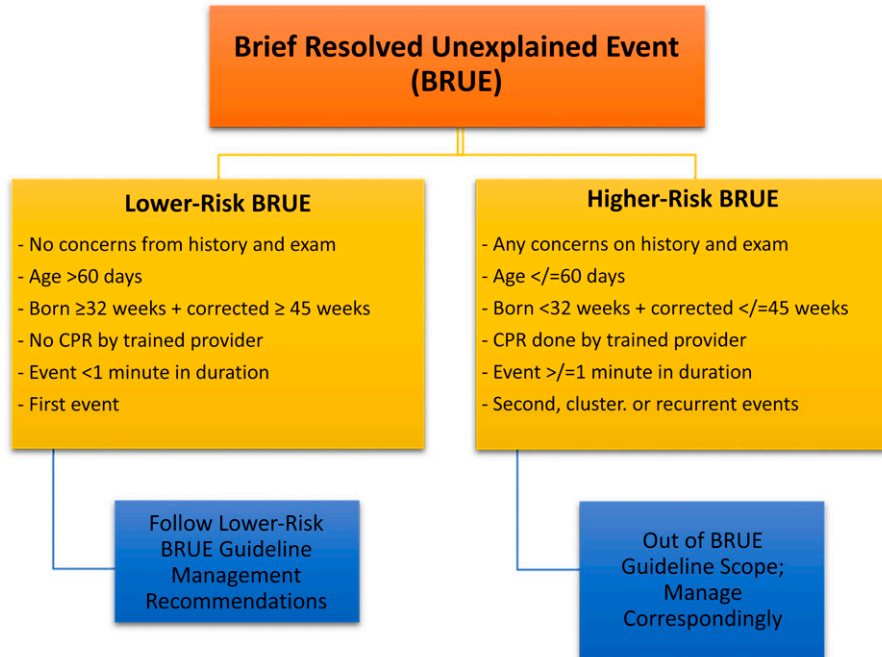 Brief Resolved Unexplained Event
(BRUE)
Lower-Risk BRUE
- No concerns from history and exam
- Age >60 days
- Born ≥32 weeks + corrected ≥ 45 weeks
- No CPR by trained provider
- Event <1 minute in duration
- First event
Higher-Risk BRUE
- Any concerns on history and exam
- Age </=60 days
- Born <32 weeks + corrected </=45 weeks
- CPR done by trained provider
- Event >/=1 minute in duration
- Second, cluster. or recurrent events
Follow Lower-Risk
BRUE Guideline
Management
Recommendations
Out of BRUE
Guideline Scope;
Manage
Correspondingly